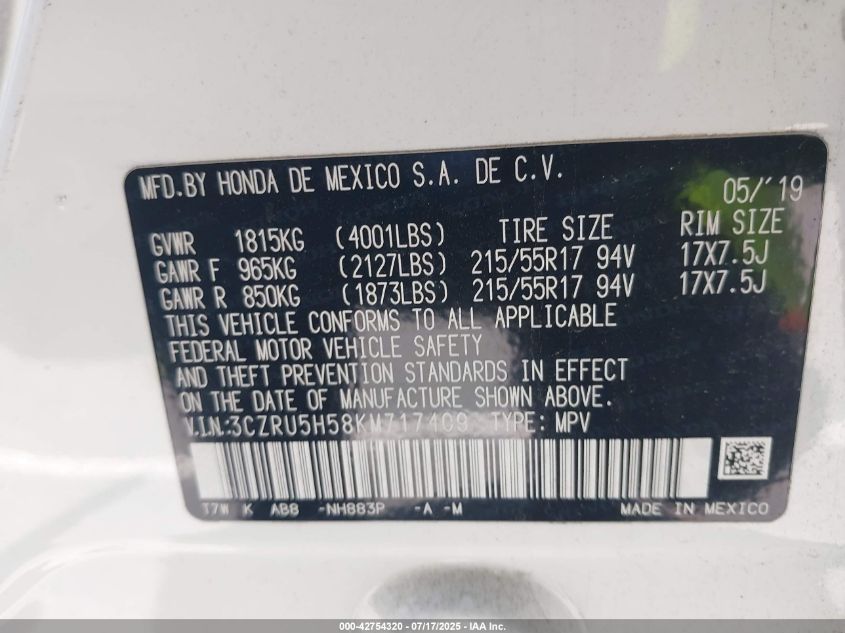 MFD.BY HONDA DE MEXICO S.A. DE C.V.
05/'19
GVWR 1815KG (4001LBS) TIRE SIZE RIM SIZE
GAWR F 965KG (2127LBS) 215/55R17 94V 17X7.5J
GAWR R 850KG (1873LBS) 215/55R17 94V 17X7.5J
THIS VEHICLE CONFORMS TO ALL APPLICABLE
FEDERAL MOTOR VEHICLE SAFETY
AND THEFT PREVENTION STANDARDS IN EFFECT
ON THE DATE OF MANUFACTURE SHOWN ABOVE.
V.I.N.:3CZRU5H58KM717409 TYPE: MPV
T7W K AB8 -NH883P -A -M MADE IN MEXICO
000-42754320 - 07/17/2025 - IAA Inc.